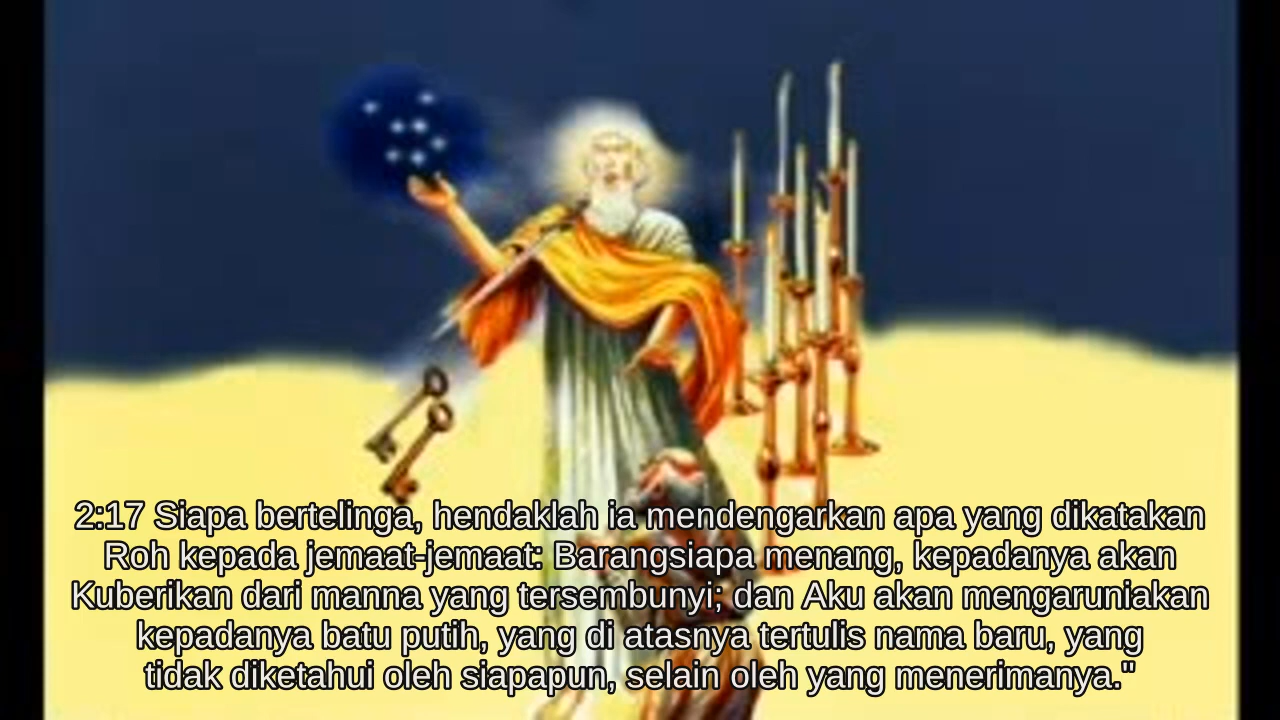 2:17 Siapa bertelinga, hendaklah ia mendengarkan apa yang dikatakan
Roh kepada jemaat-jemaat: Barangsiapa menang, kepadanya akan
Kuberikan dari manna yang tersembunyi; dan Aku akan mengaruniakan
kepadanya batu putih, yang di atasnya tertulis nama baru, yang
tidak diketahui oleh siapapun, selain oleh yang menerimanya."